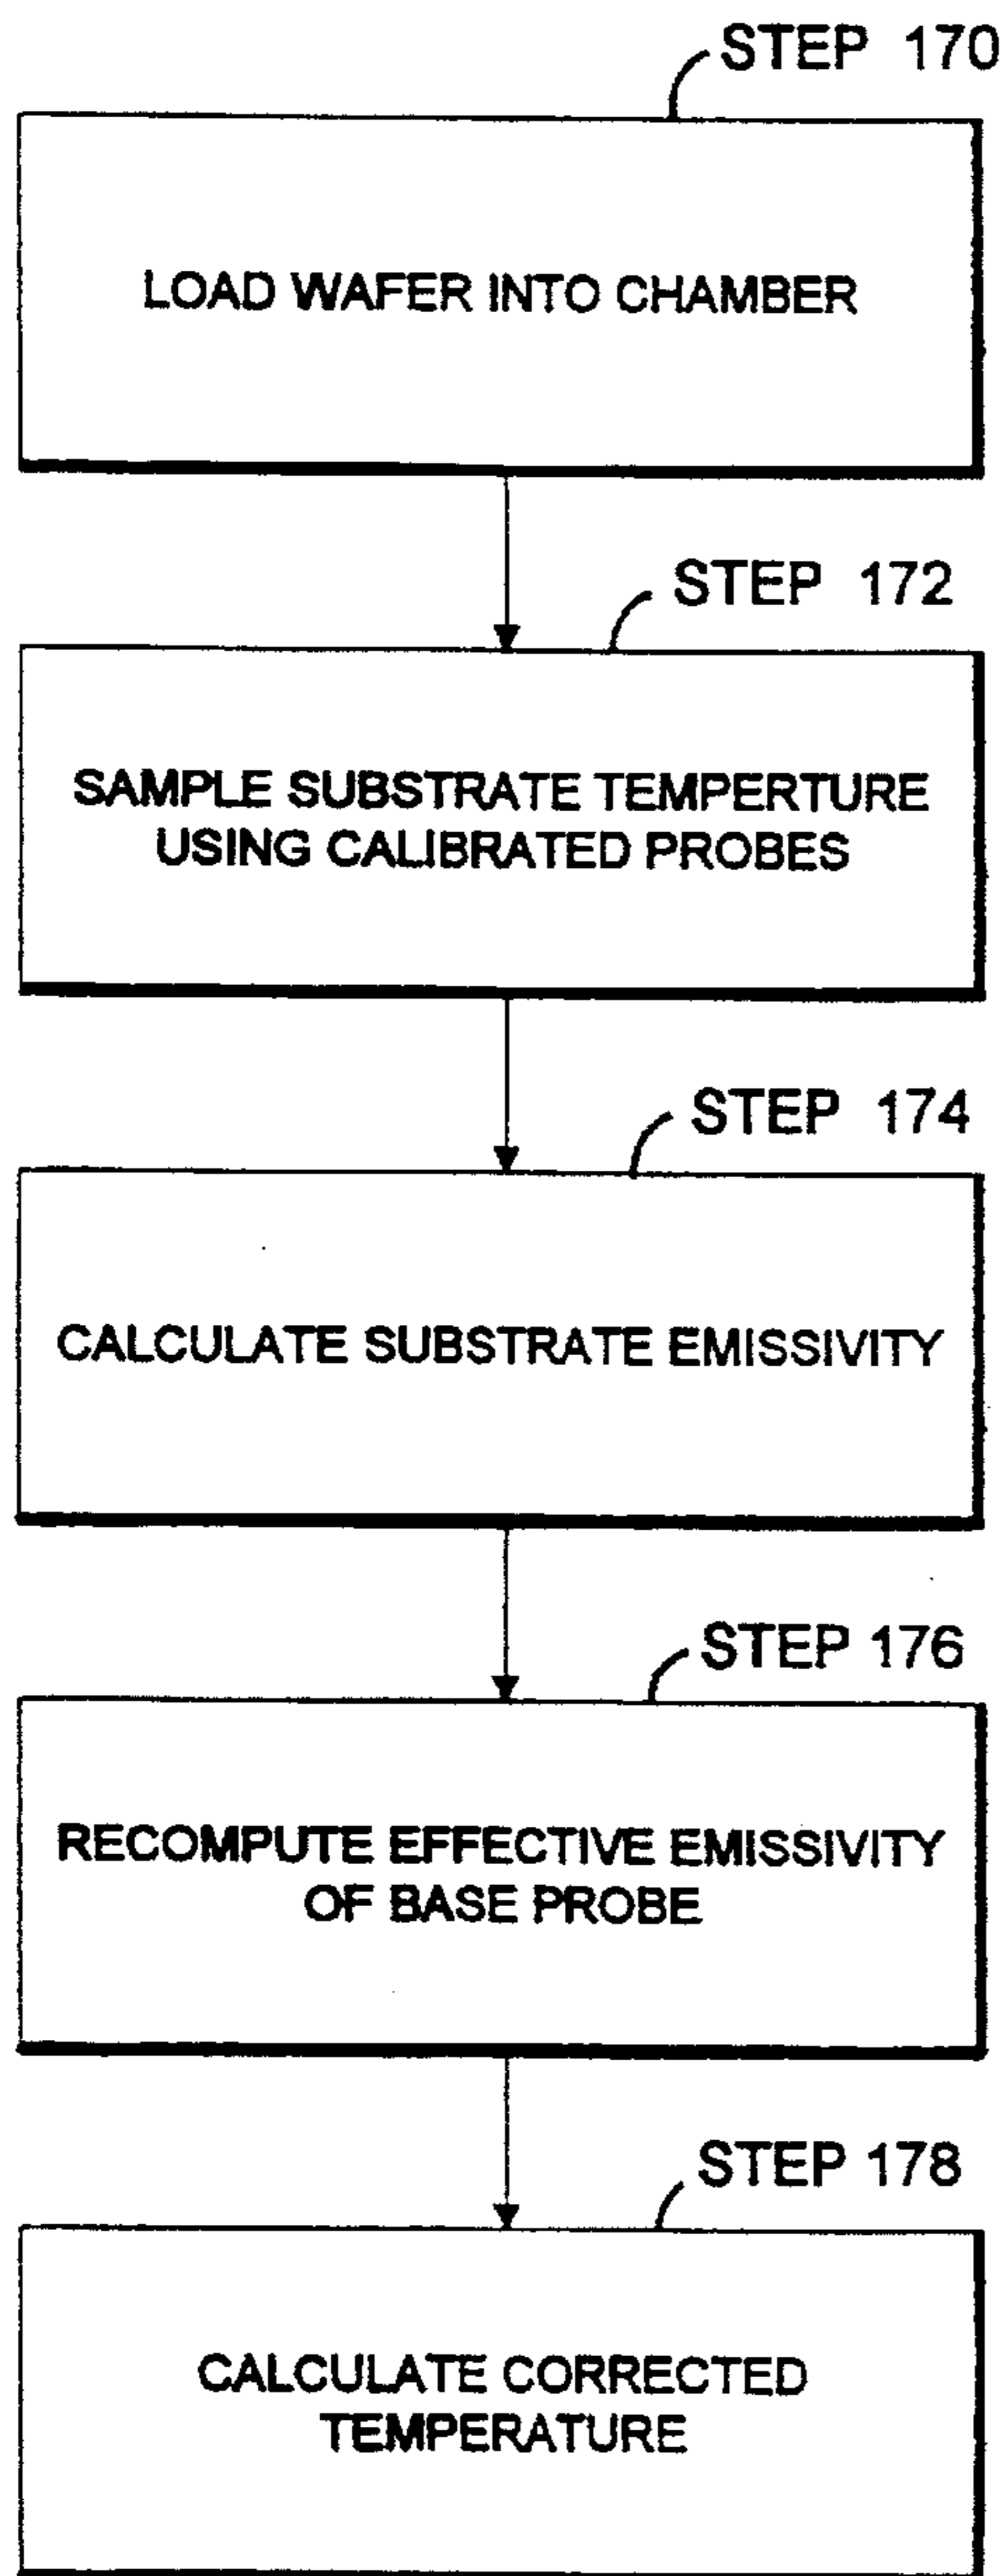 STEP 170
LOAD WAFER INTO CHAMBER
STEP 172
SAMPLE SUBSTRATE TEMPERTURE
USING CALIBRATED PROBES
STEP 174
CALCULATE SUBSTRATE EMISSIVITY
STEP 176
RECOMPUTE EFFECTIVE EMISSIVITY
OF BASE PROBE
STEP 178
CALCULATE CORRECTED
TEMPERATURE